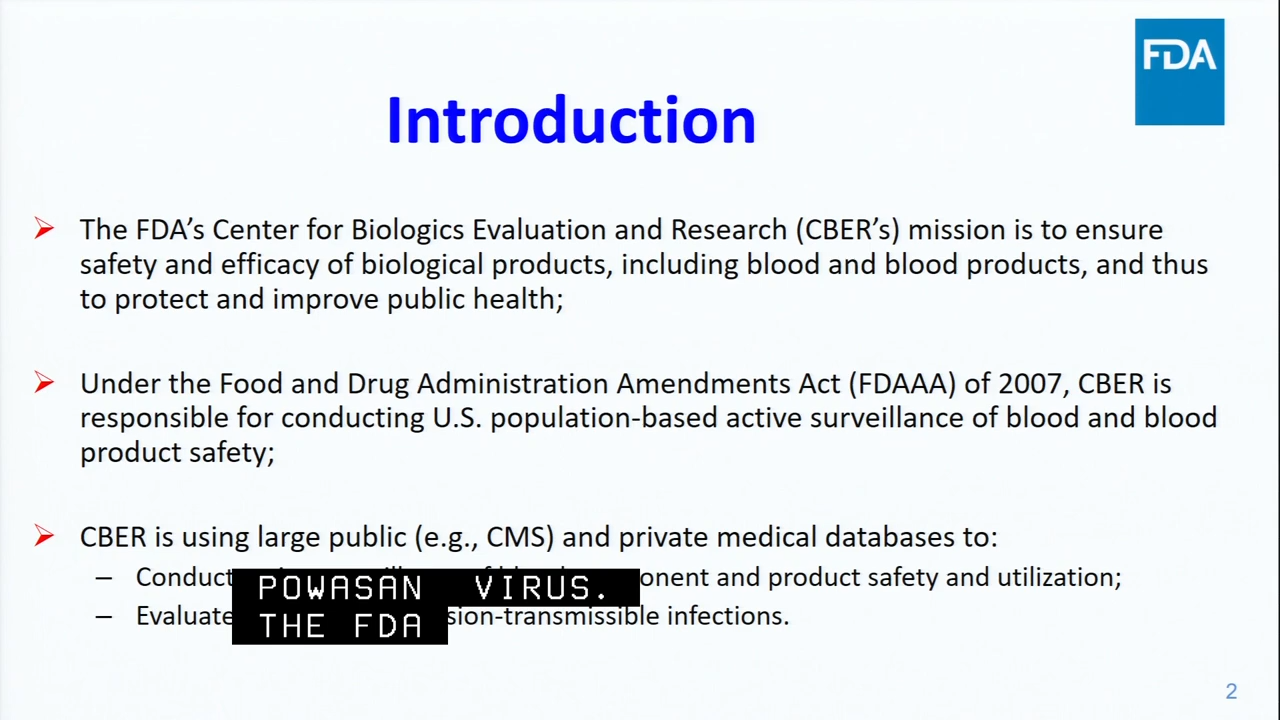 FDA
Introduction
The FDA’s Center for Biologics Evaluation and Research (CBER’s) mission is to ensure
safety and efficacy of biological products, including blood and blood products, and thus
to protect and improve public health;
Under the Food and Drug Administration Amendments Act (FDAAA) of 2007, CBER is
responsible for conducting U.S. population-based active surveillance of blood and blood
product safety;
CBER is using large public (e.g., CMS) and private medical databases to:
– Conduct onent and product safety and utilization;
POWASAN VIRUS.
– Evaluate sion-transmissible infections.
THE FDA
2